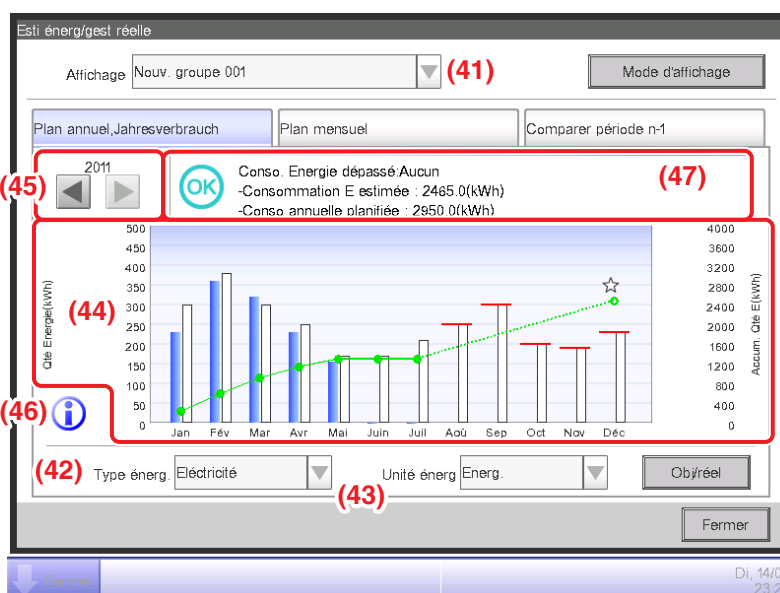 Esti énerg/gest réelle
Affichage Nouv. groupe 001 (41) Mode d'affichage
Plan annuel,Jahresverbrauch Plan mensuel Comparer période n-1
(45) 2011
OK Conso. Energie dépassé:Aucun (47)
-Consommation E estimée : 2465.0(kWh)
-Conso annuelle planifiée : 2950.0(kWh)
(44)
Qté Energie(kWh)
500 4000
450 3600
400 3200
350 2800
300 2400
250 2000
200 1600
150 1200
100 800
50 400
0 0
Accum. Qté E(kWh)
Jan Fév Mar Avr Mai Juin Juil Aoû Sep Oct Nov Déc
(46) i
(42) Type énerg. Eléctricité (43) Unité énerg Energ. Obj/réel
Fermer
Fermer Di, 14/0
23:2